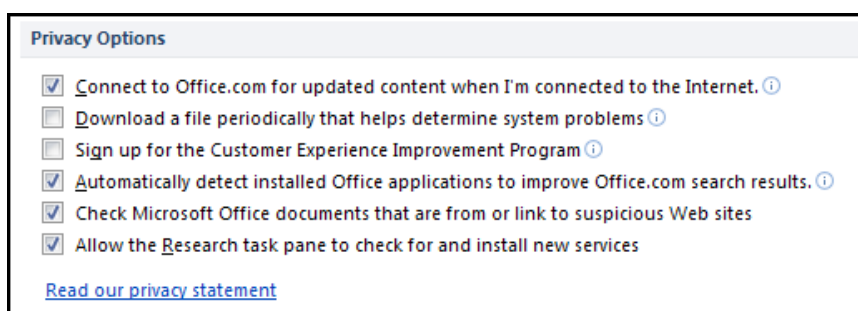 Privacy Options
Connect to Office.com for updated content when I'm connected to the Internet.
Download a file periodically that helps determine system problems
Sign up for the Customer Experience Improvement Program
Automatically detect installed Office applications to improve Office.com search results.
Check Microsoft Office documents that are from or link to suspicious Web sites
Allow the Research task pane to check for and install new services
Read our privacy statement